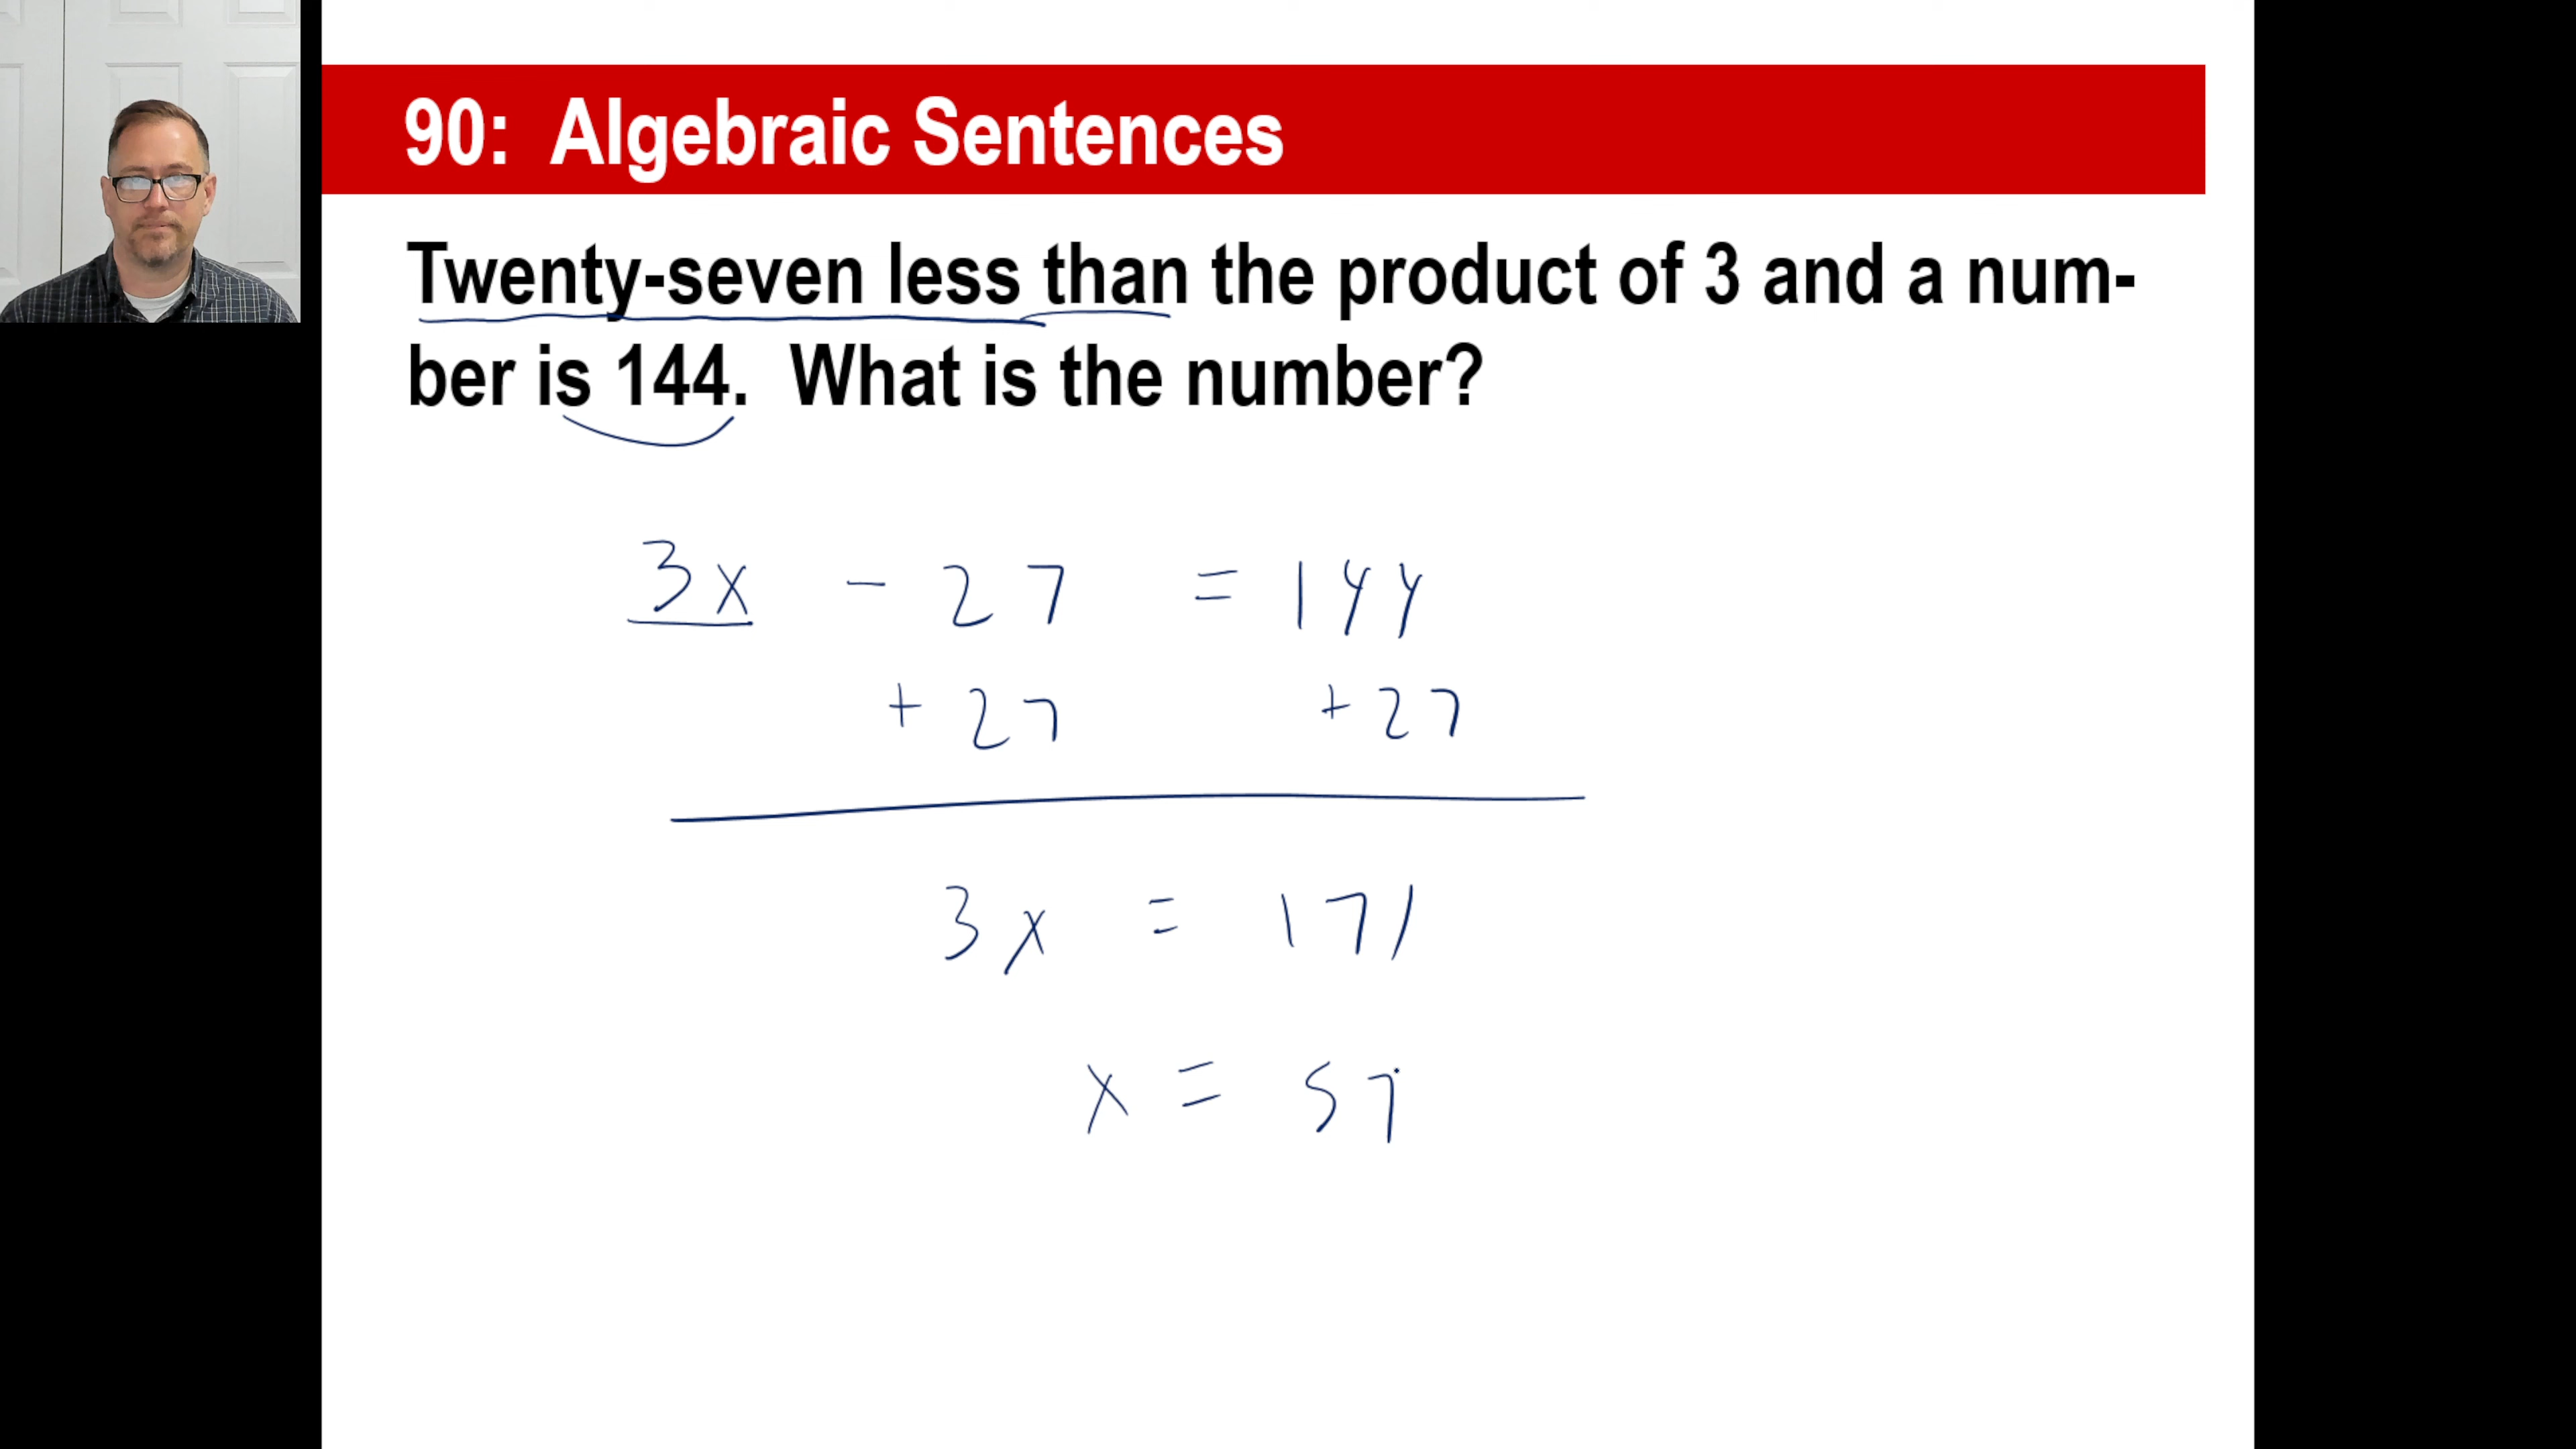 90: Algebraic Sentences
Twenty-seven less than the product of 3 and a num-
ber is 144. What is the number?
3x - 27 = 144
+ 27 + 27
3x = 171
x = 57